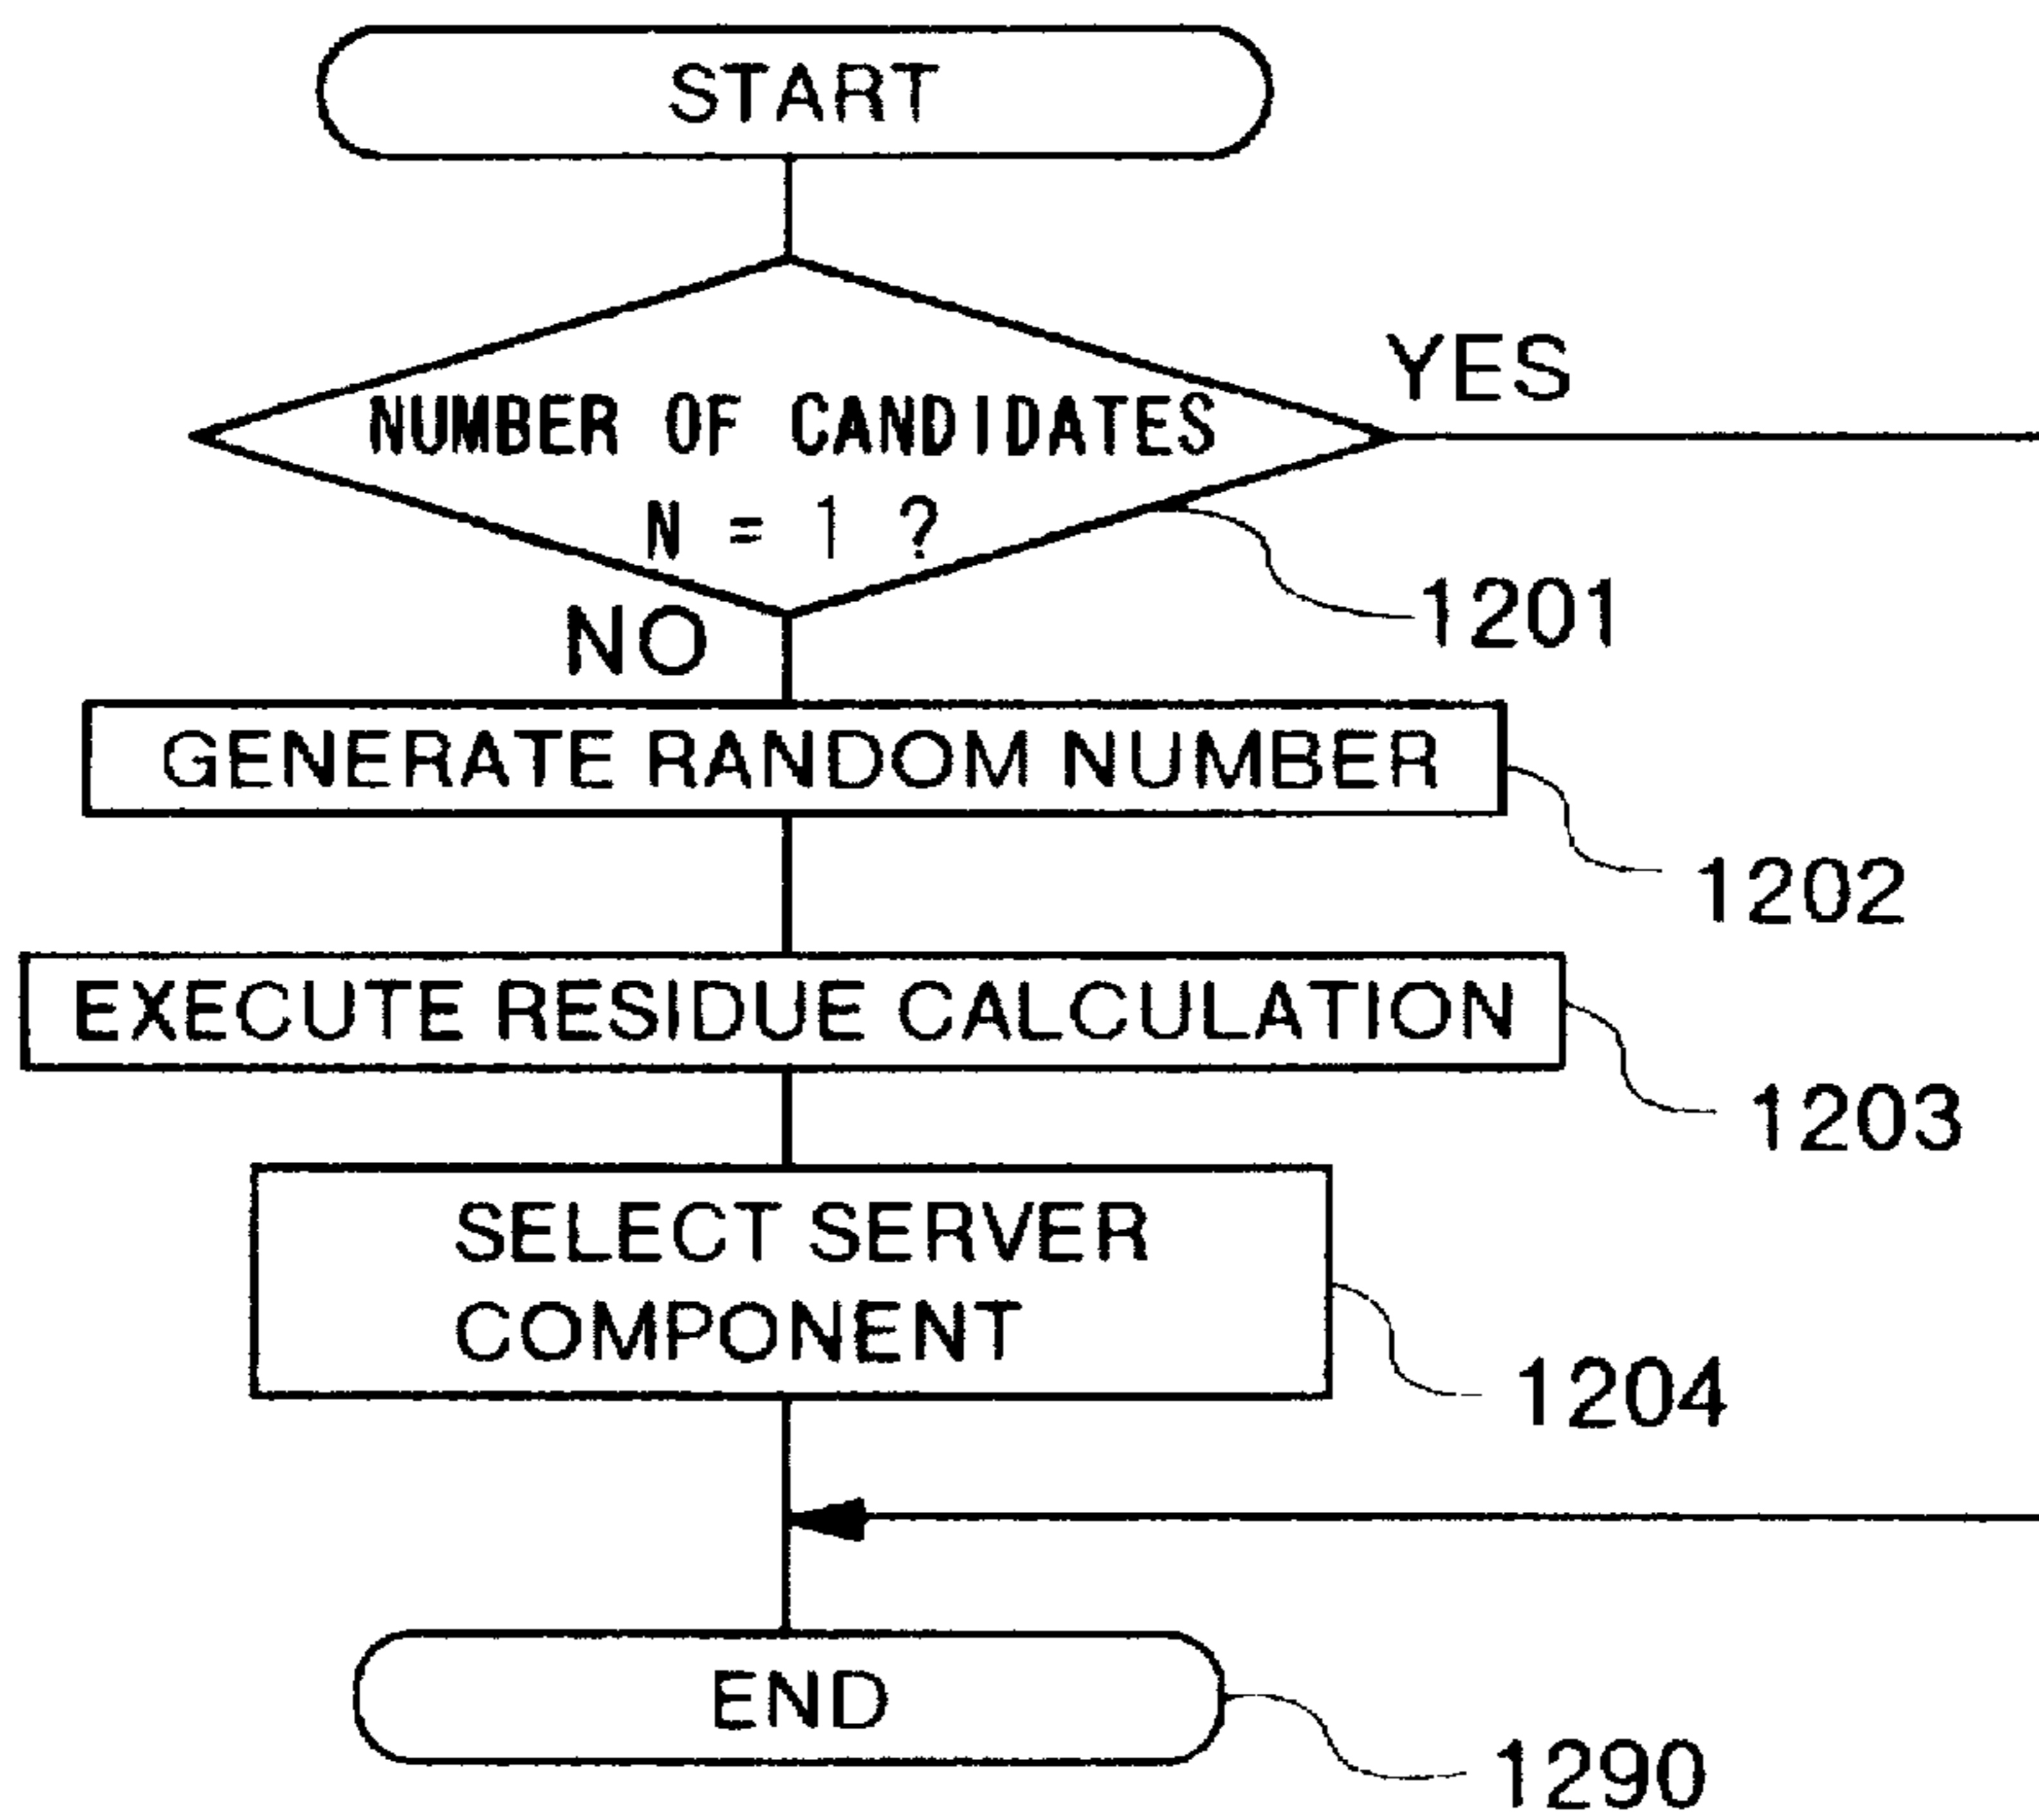 START
NUMBER OF CANDIDATES
N = 1 ?
YES
1201
NO
GENERATE RANDOM NUMBER
1202
EXECUTE RESIDUE CALCULATION
1203
SELECT SERVER
COMPONENT
1204
END
1290